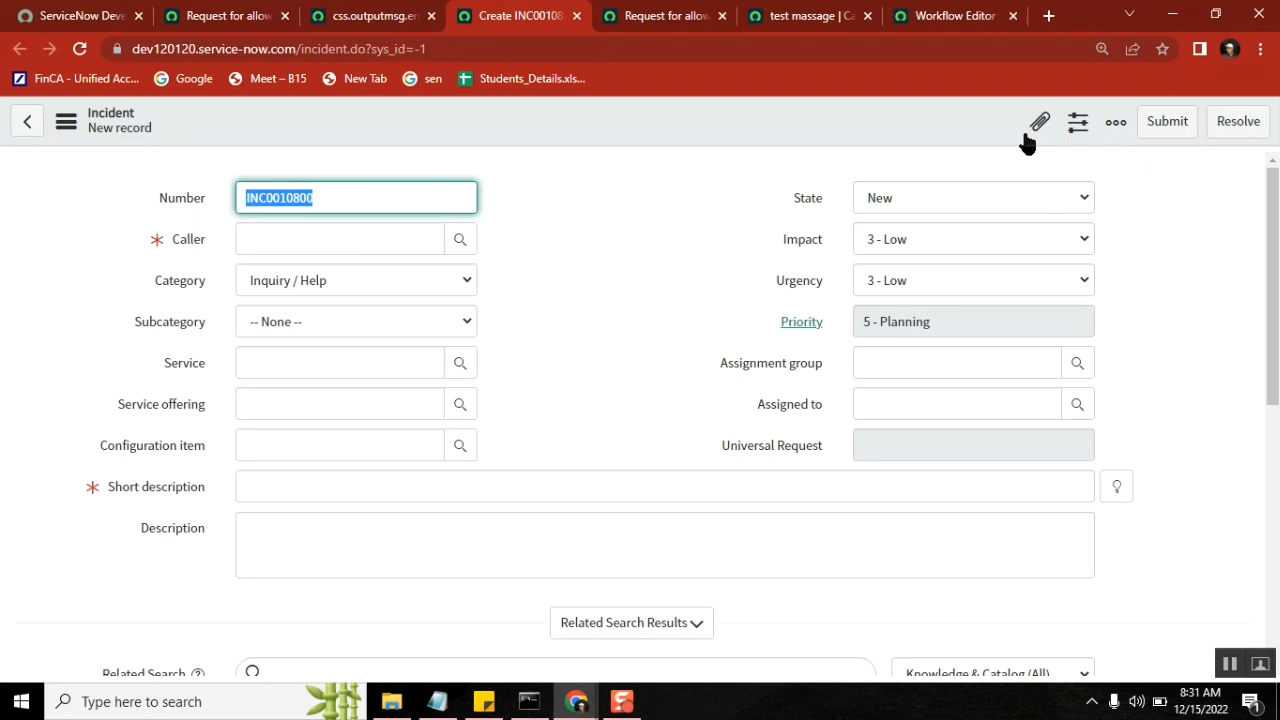 ServiceNow Deve
Request for allow
css.outputmsg.er
Create INC00108
Request for allow
test massage | Ca
Workflow Editor
dev120120.service-now.com/incident.do?sys_id=-1
FinCA - Unified Acc...
Google
Meet – B15
New Tab
sen
Students_Details.xls...
Incident
New record
Submit
Resolve
Number
INC0010800
State
New
Caller
Impact
3 - Low
Category
Inquiry / Help
Urgency
3 - Low
Subcategory
-- None --
Priority
5 - Planning
Service
Assignment group
Service offering
Assigned to
Configuration item
Universal Request
Short description
Description
Related Search Results
Related Search
Knowledge & Catalog (All)
Type here to search
8:31 AM
12/15/2022
1